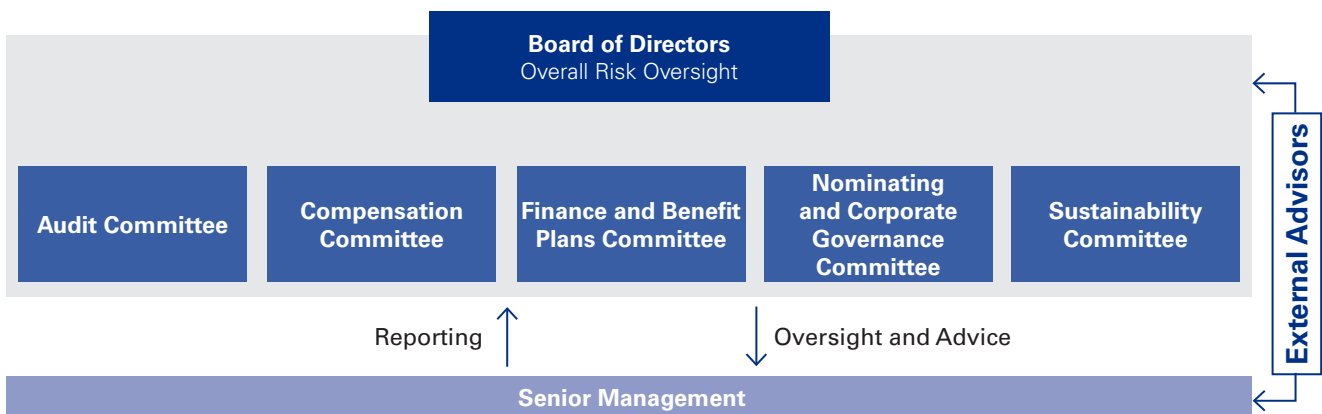 Board of Directors
Overall Risk Oversight
Audit Committee
Compensation
Committee
Finance and Benefit
Plans Committee
Nominating
and Corporate
Governance
Committee
Sustainability
Committee
External Advisors
Reporting
Oversight and Advice
Senior Management